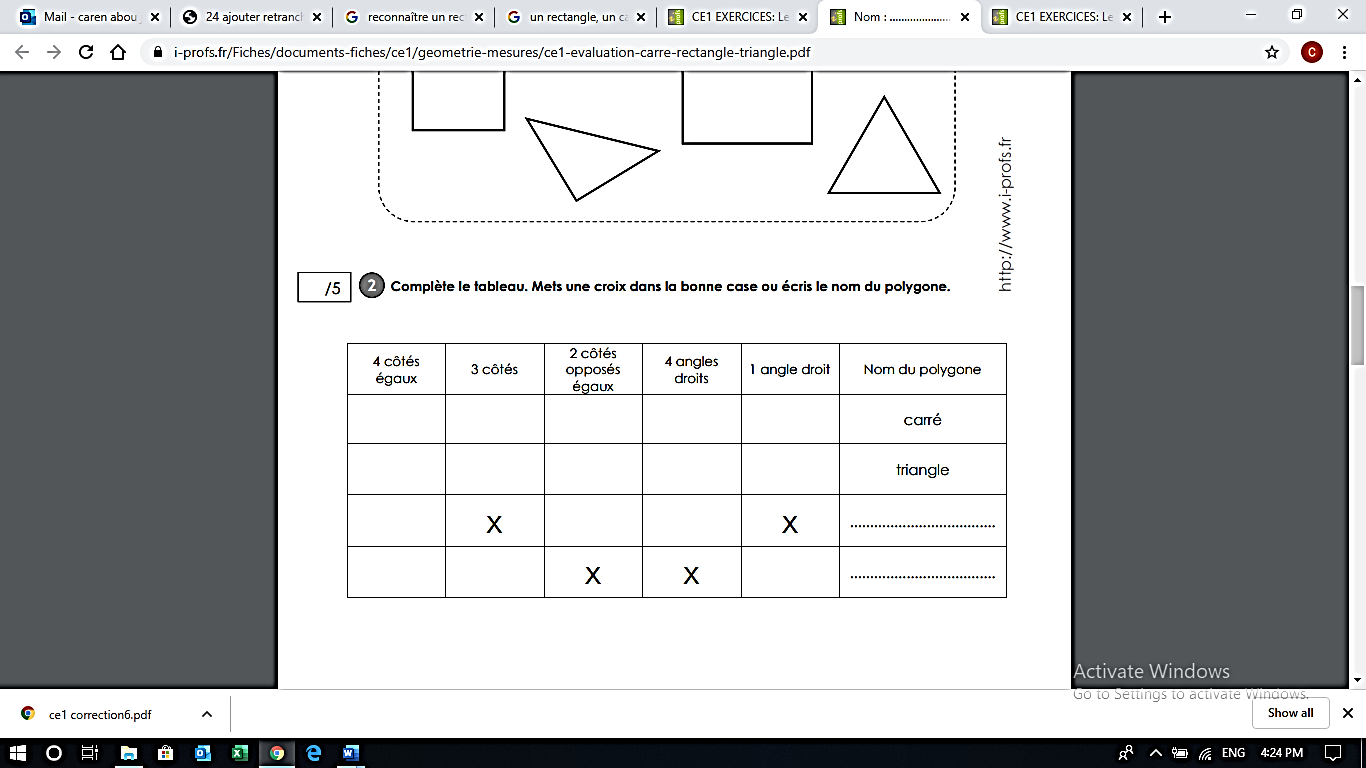 Mail - caren abou
24 ajouter retranch
reconnaître un rec
un rectangle, un ca
CE1 EXERCICES: Le
Nom : .....................
CE1 EXERCICES: Le
i-profs.fr/Fiches/documents-fiches/ce1/geometrie-mesures/ce1-evaluation-carre-rectangle-triangle.pdf
C
http://www.i-profs.fr
/5
2 Complète le tableau. Mets une croix dans la bonne case ou écris le nom du polygone.
4 côtés égaux
3 côtés
2 côtés opposés égaux
4 angles droits
1 angle droit
Nom du polygone
carré
triangle
X X ....................................
X X ....................................
Activate Windows
Go to Settings to activate Windows.
ce1 correction6.pdf
Show all
ENG 4:24 PM